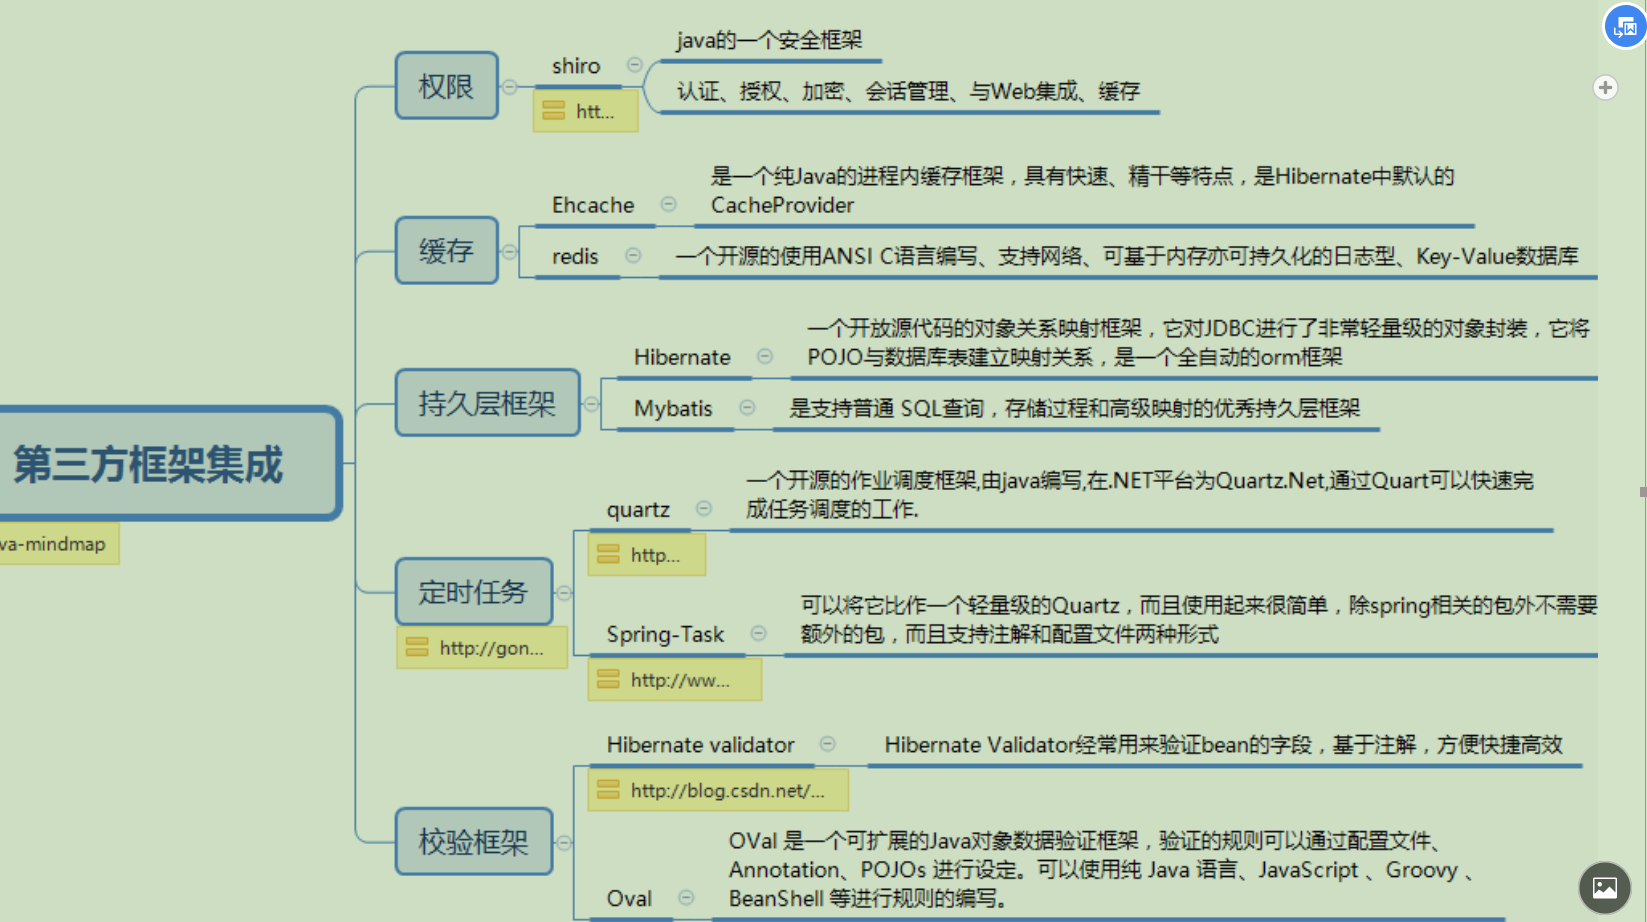 权限
shiro
htt...
java的一个安全框架
认证、授权、加密、会话管理、与Web集成、缓存
缓存
Ehcache
是一个纯Java的进程内缓存框架，具有快速、精干等特点，是Hibernate中默认的
CacheProvider
redis
一个开源的使用ANSI C语言编写、支持网络、可基于内存亦可持久化的日志型、Key-Value数据库
第三方框架集成
va-mindmap
持久层框架
Hibernate
一个开放源代码的对象关系映射框架，它对JDBC进行了非常轻量级的对象封装，它将
POJO与数据库表建立映射关系，是一个全自动的orm框架
Mybatis
是支持普通 SQL查询，存储过程和高级映射的优秀持久层框架
定时任务
http://gon...
quartz
http...
一个开源的作业调度框架,由java编写,在.NET平台为Quartz.Net,通过Quart可以快速完
成任务调度的工作.
Spring-Task
http://ww...
可以将它比作一个轻量级的Quartz，而且使用起来很简单，除spring相关的包外不需要
额外的包，而且支持注解和配置文件两种形式
校验框架
Hibernate validator
http://blog.csdn.net/...
Hibernate Validator经常用来验证bean的字段，基于注解，方便快捷高效
Oval
OVal 是一个可扩展的Java对象数据验证框架，验证的规则可以通过配置文件、
Annotation、POJOs 进行设定。可以使用纯 Java 语言、JavaScript 、Groovy 、
BeanShell 等进行规则的编写。